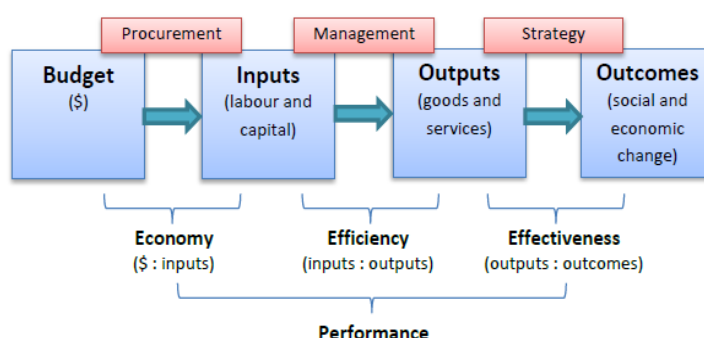 Procurement
Management
Strategy
Budget
($)
Inputs
(labour and
capital)
Outputs
(goods and
services)
Outcomes
(social and
economic
change)
Economy
($ : inputs)
Efficiency
(inputs : outputs)
Effectiveness
(outputs : outcomes)
Performance